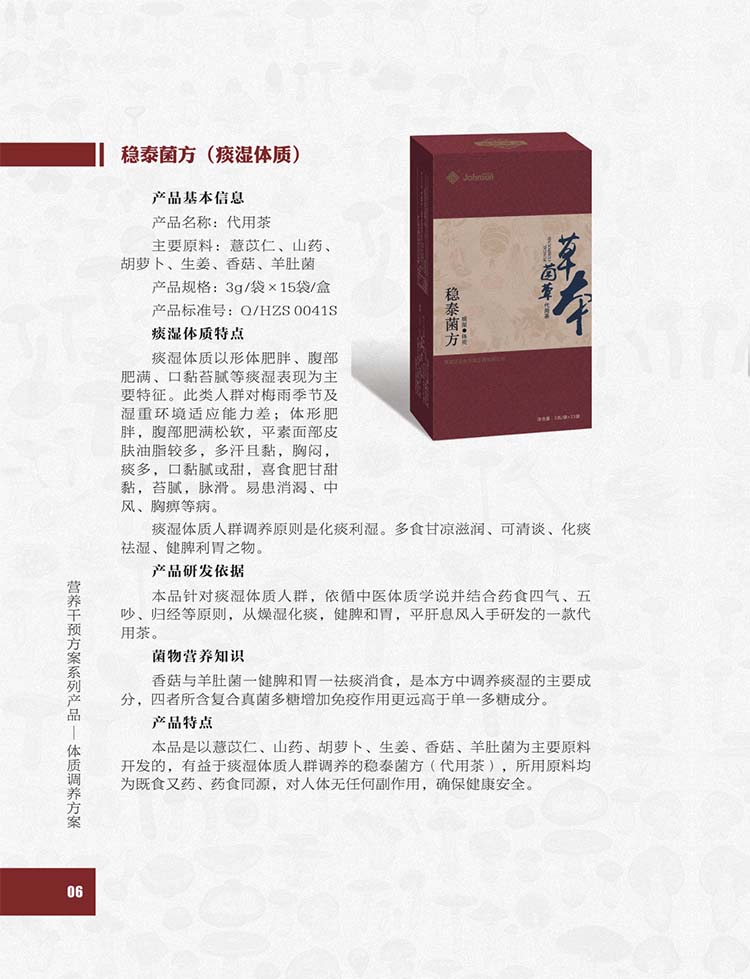 稳泰菌方（痰湿体质）
产品基本信息
产品名称：代用茶
主要原料：薏苡仁、山药、
胡萝卜、生姜、香菇、羊肚菌
产品规格：3g/袋×15袋/盒
产品标准号：Q/HZS 0041S
痰湿体质特点
痰湿体质以形体肥胖、腹部
肥满、口黏苔腻等痰湿表现为主
要特征。此类人群对梅雨季节及
湿重环境适应能力差；体形肥
胖，腹部肥满松软，平素面部皮
肤油脂较多，多汗且黏，胸闷，
痰多，口黏腻或甜，喜食肥甘甜
黏，苔腻，脉滑。易患消渴、中
风、胸痹等病。
痰湿体质人群调养原则是化痰利湿。多食甘凉滋润、可清谈、化痰
祛湿、健脾利胃之物。
产品研发依据
本品针对痰湿体质人群，依循中医体质学说并结合药食四气、五
吵、归经等原则，从燥湿化痰，健脾和胃，平肝息风入手研发的一款代
用茶。
菌物营养知识
香菇与羊肚菌一健脾和胃一祛痰消食，是本方中调养痰湿的主要成
分，四者所含复合真菌多糖增加免疫作用更远高于单一多糖成分。
产品特点
本品是以薏苡仁、山药、胡萝卜、生姜、香菇、羊肚菌为主要原料
开发的，有益于痰湿体质人群调养的稳泰菌方（代用茶），所用原料均
为既食又药、药食同源，对人体无任何副作用，确保健康安全。
Johnsun
草本
菌草
代用茶
稳泰菌方
痰湿●体质
净含量：3克/袋×15袋
营养干预方案系列产品—体质调养方案
06